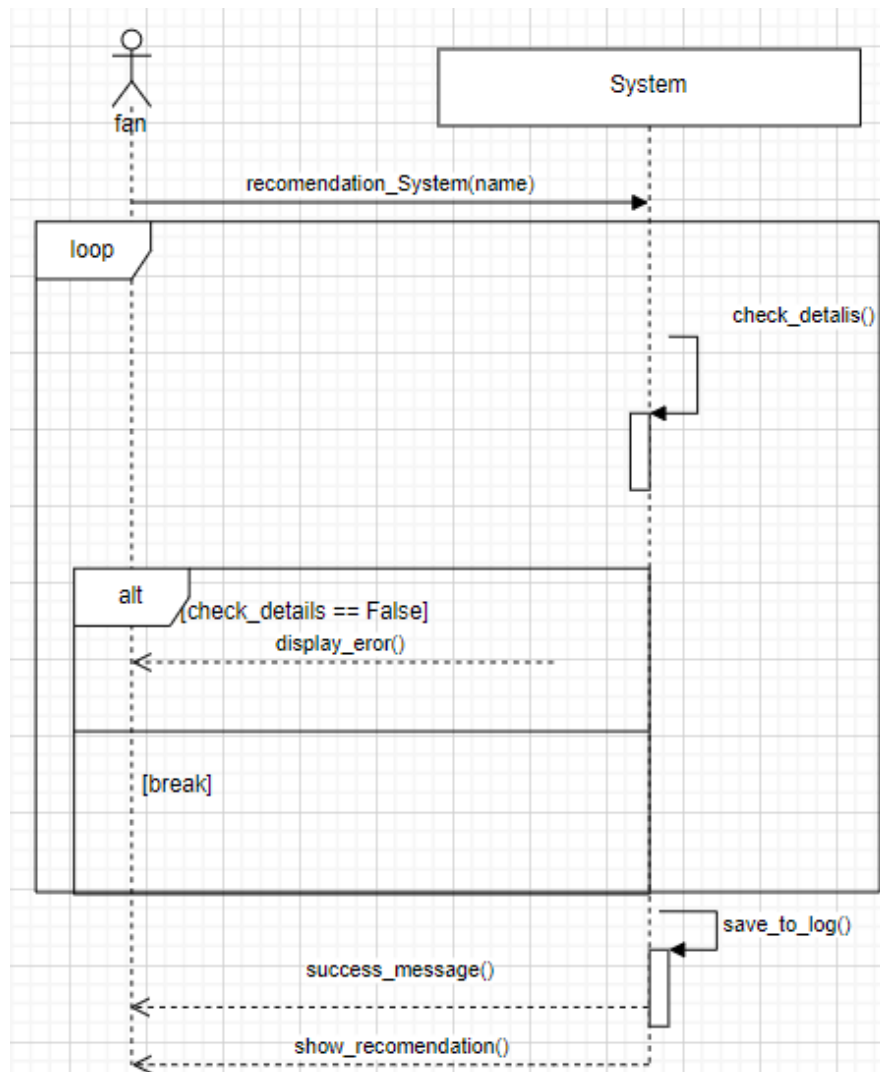 System
fan
recomendation_System(name)
loop
check_detalis()
alt
[check_details == False]
display_eror()
[break]
save_to_log()
success_message()
show_recomendation()